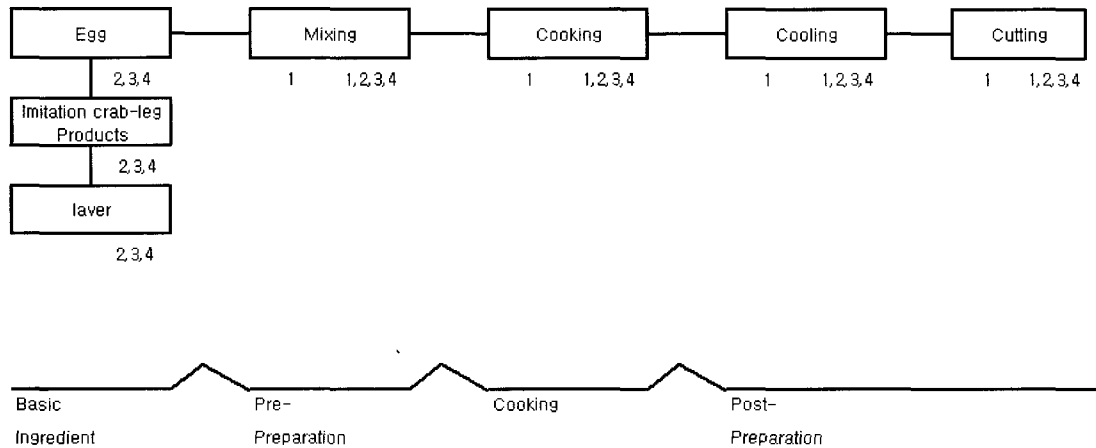 Egg Mixing Cooking Cooling Cutting
2,3,4 1 1,2,3,4 1 1,2,3,4 1 1,2,3,4 1 1,2,3,4
Imitation crab-leg
Products
2,3,4
laver
2,3,4
Basic Pre- Cooking Post-
Ingredient Preparation Preparation